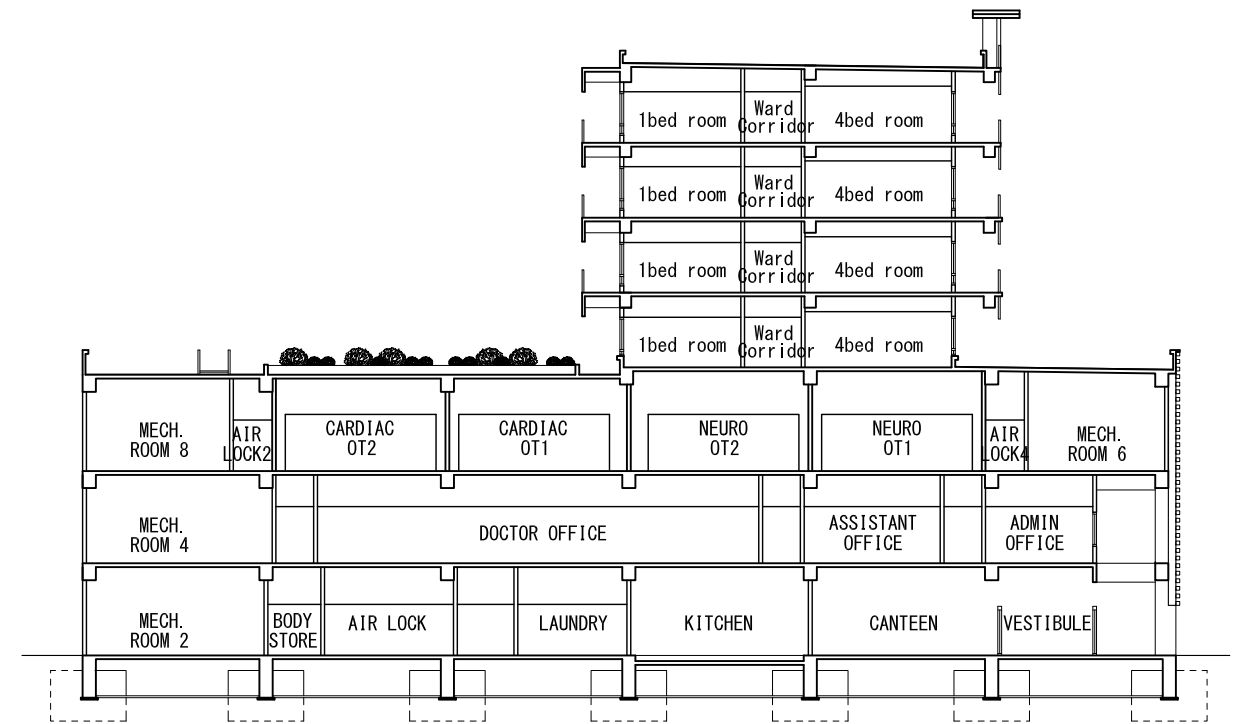 1bed room
Ward
Corridor
4bed room
1bed room
Ward
Corridor
4bed room
1bed room
Ward
Corridor
4bed room
1bed room
Ward
Corridor
4bed room
MECH.
ROOM 8
AIR
LOCK2
CARDIAC
OT2
CARDIAC
OT1
NEURO
OT2
NEURO
OT1
AIR
LOCK4
MECH.
ROOM 6
MECH.
ROOM 4
DOCTOR OFFICE
ASSISTANT
OFFICE
ADMIN
OFFICE
MECH.
ROOM 2
BODY
STORE
AIR LOCK
LAUNDRY
KITCHEN
CANTEEN
VESTIBULE